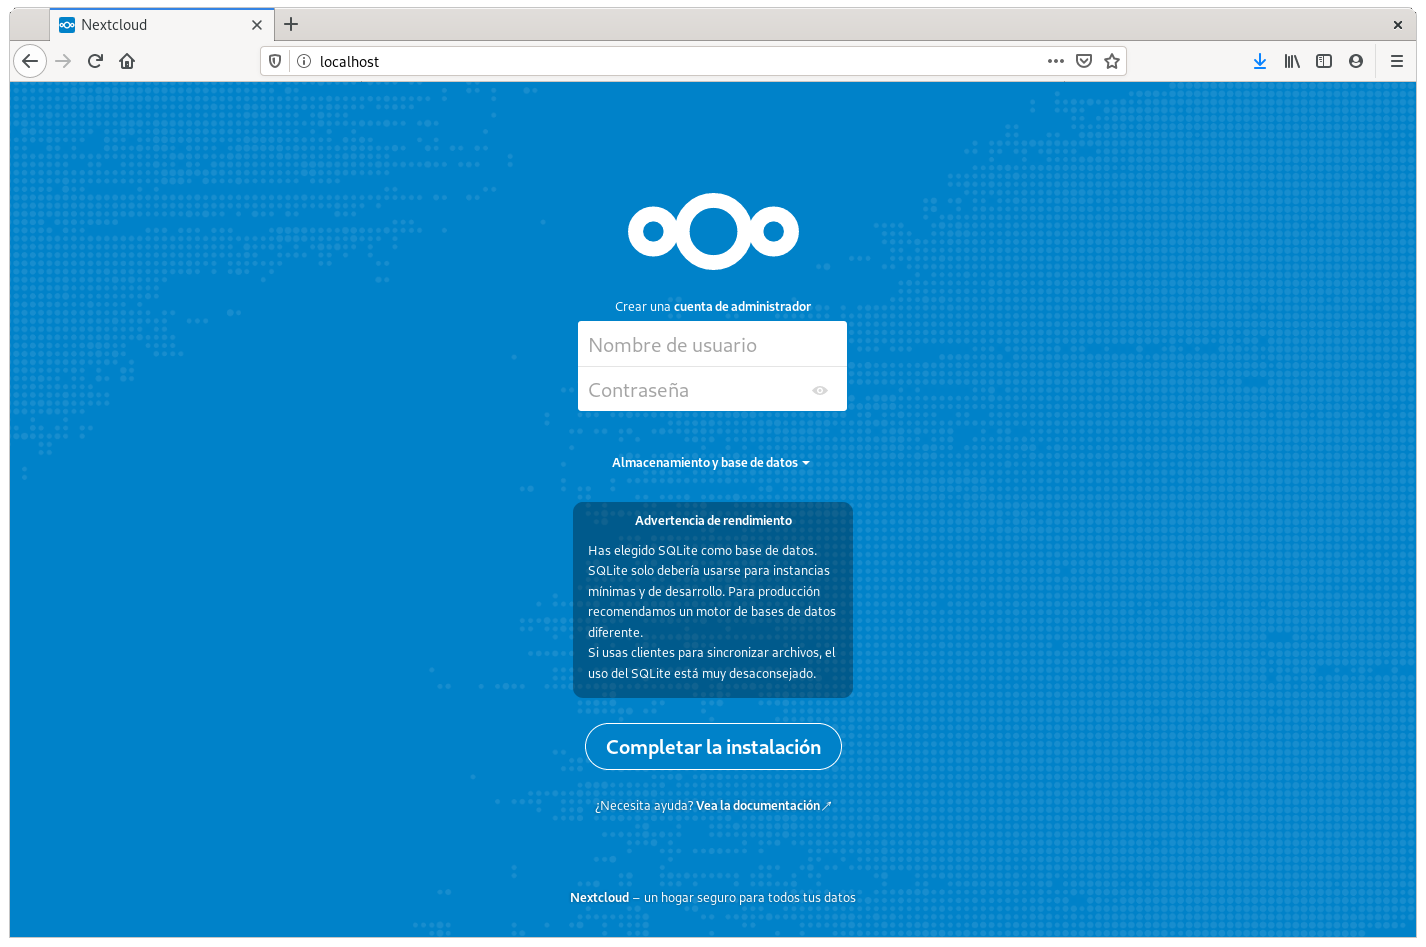 Nextcloud
localhost
Crear una cuenta de administrador
Nombre de usuario
Contraseña
Almacenamiento y base de datos
Advertencia de rendimiento
Has elegido SQLite como base de datos.
SQLite solo debería usarse para instancias
mínimas y de desarrollo. Para producción
recomendamos un motor de bases de datos
diferente.
Si usas clientes para sincronizar archivos, el
uso del SQLite está muy desaconsejado.
Completar la instalación
¿Necesita ayuda? Vea la documentación ↗
Nextcloud – un hogar seguro para todos tus datos